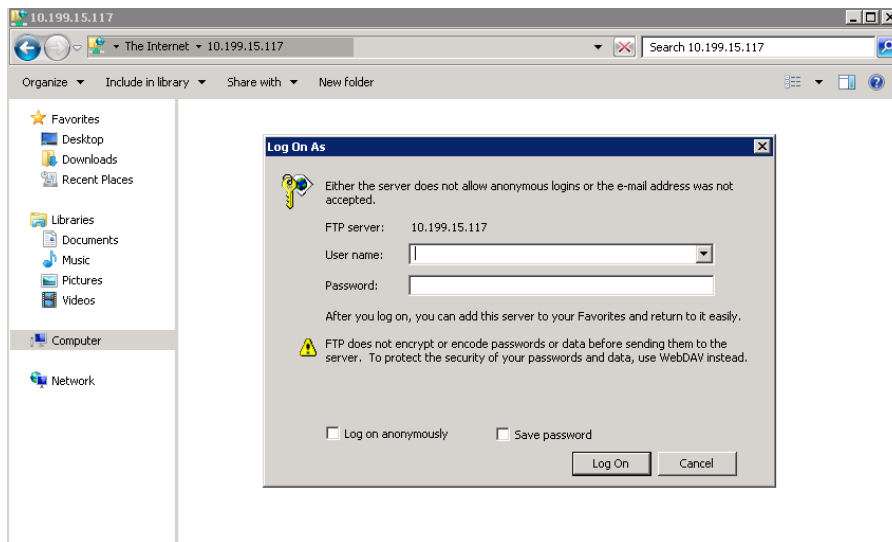 10.199.15.117
The Internet 10.199.15.117
Search 10.199.15.117
Organize Include in library Share with New folder
Favorites
Desktop
Downloads
Recent Places
Libraries
Documents
Music
Pictures
Videos
Computer
Network
Log On As
Either the server does not allow anonymous logins or the e-mail address was not
accepted.
FTP server: 10.199.15.117
User name:
Password:
After you log on, you can add this server to your Favorites and return to it easily.
FTP does not encrypt or encode passwords or data before sending them to the
server. To protect the security of your passwords and data, use WebDAV instead.
Log on anonymously Save password
Log On Cancel